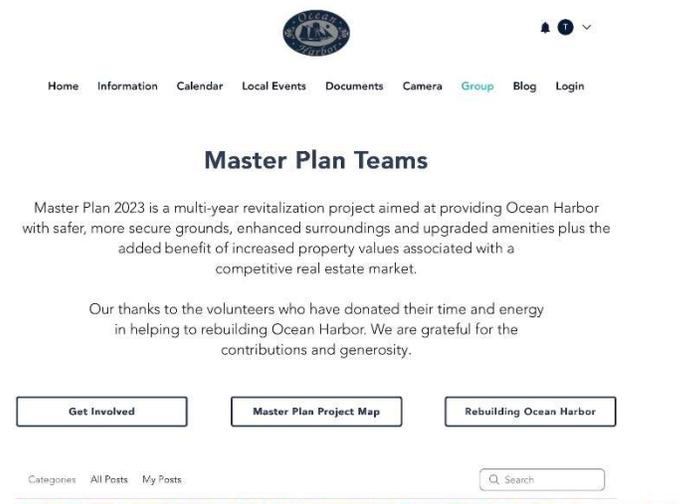 Ocean
Harbor
T
Home Information Calendar Local Events Documents Camera Group Blog Login
Master Plan Teams
Master Plan 2023 is a multi-year revitalization project aimed at providing Ocean Harbor
with safer, more secure grounds, enhanced surroundings and upgraded amenities plus the
added benefit of increased property values associated with a
competitive real estate market.
Our thanks to the volunteers who have donated their time and energy
in helping to rebuilding Ocean Harbor. We are grateful for the
contributions and generosity.
Get Involved Master Plan Project Map Rebuilding Ocean Harbor
Categories All Posts My Posts Search